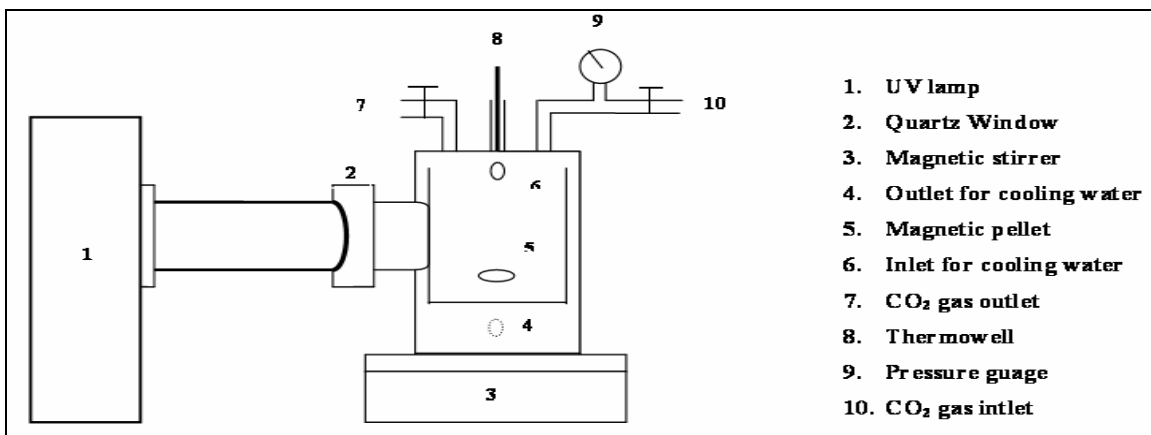 9
8
7
10
2
6
1
5
4
3
1. UV lamp
2. Quartz Window
3. Magnetic stirrer
4. Outlet for cooling water
5. Magnetic pellet
6. Inlet for cooling water
7. CO₂ gas outlet
8. Thermowell
9. Pressure guage
10. CO₂ gas intlet